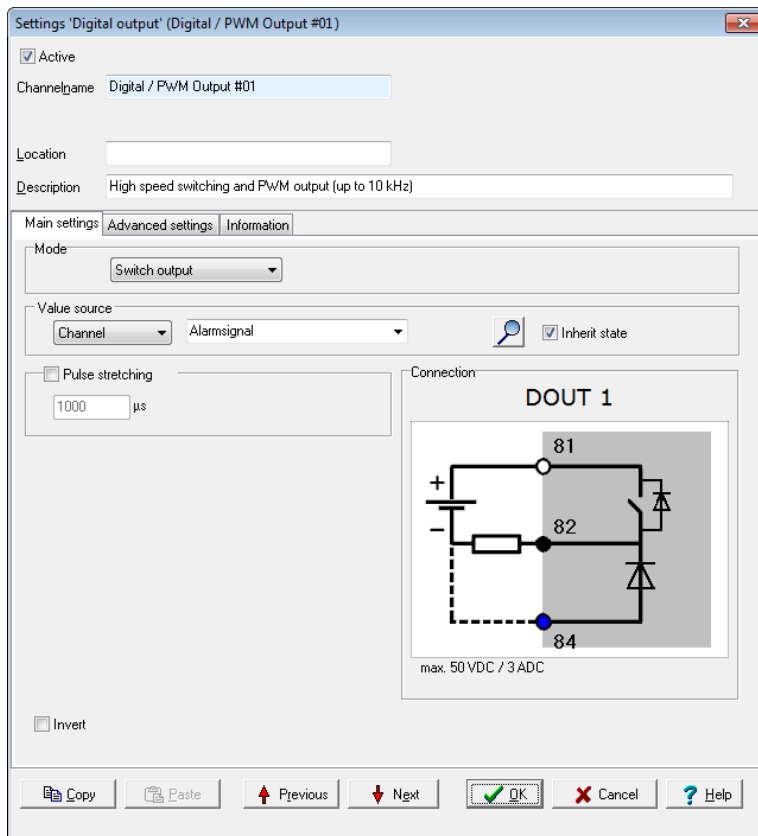 Settings 'Digital output' (Digital / PWM Output #01)
Active
Channelname Digital / PWM Output #01
Location
Description High speed switching and PWM output (up to 10 kHz)
Main settings Advanced settings Information
Mode
Switch output
Value source
Channel Alarmsignal Inherit state
Pulse stretching
1000 µs
Connection
DOUT 1
81
+
82
−
84
max. 50 VDC / 3 ADC
Invert
Copy Paste Previous Next OK Cancel ? Help